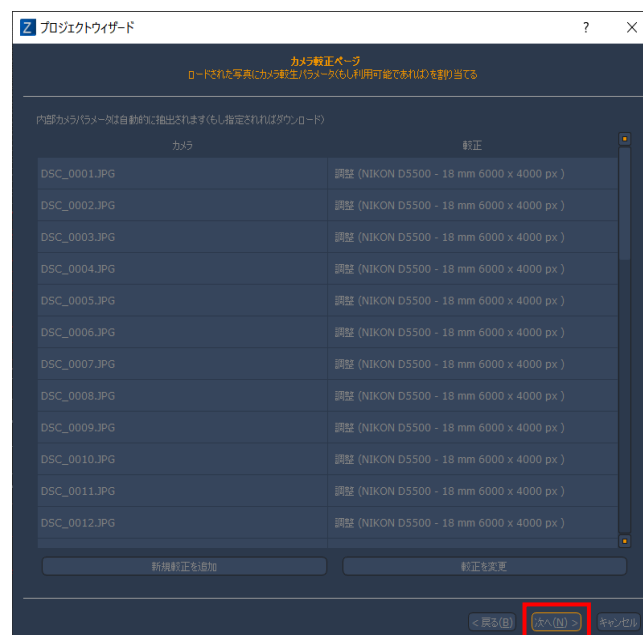 Z プロジェクトウィザード ? ×
カメラ較正ページ
ロードされた写真にカメラ較生パラメータ(もし利用可能であれば)を割り当てる
内部カメラパラメータは自動的に抽出されます(もし指定されればダウンロード)
カメラ 較正
DSC_0001.JPG 調整 (NIKON D5500 - 18 mm 6000 x 4000 px )
DSC_0002.JPG 調整 (NIKON D5500 - 18 mm 6000 x 4000 px )
DSC_0003.JPG 調整 (NIKON D5500 - 18 mm 6000 x 4000 px )
DSC_0004.JPG 調整 (NIKON D5500 - 18 mm 6000 x 4000 px )
DSC_0005.JPG 調整 (NIKON D5500 - 18 mm 6000 x 4000 px )
DSC_0006.JPG 調整 (NIKON D5500 - 18 mm 6000 x 4000 px )
DSC_0007.JPG 調整 (NIKON D5500 - 18 mm 6000 x 4000 px )
DSC_0008.JPG 調整 (NIKON D5500 - 18 mm 6000 x 4000 px )
DSC_0009.JPG 調整 (NIKON D5500 - 18 mm 6000 x 4000 px )
DSC_0010.JPG 調整 (NIKON D5500 - 18 mm 6000 x 4000 px )
DSC_0011.JPG 調整 (NIKON D5500 - 18 mm 6000 x 4000 px )
DSC_0012.JPG 調整 (NIKON D5500 - 18 mm 6000 x 4000 px )
新規較正を追加 較正を変更
< 戻る(B) 次へ(N) > キャンセル